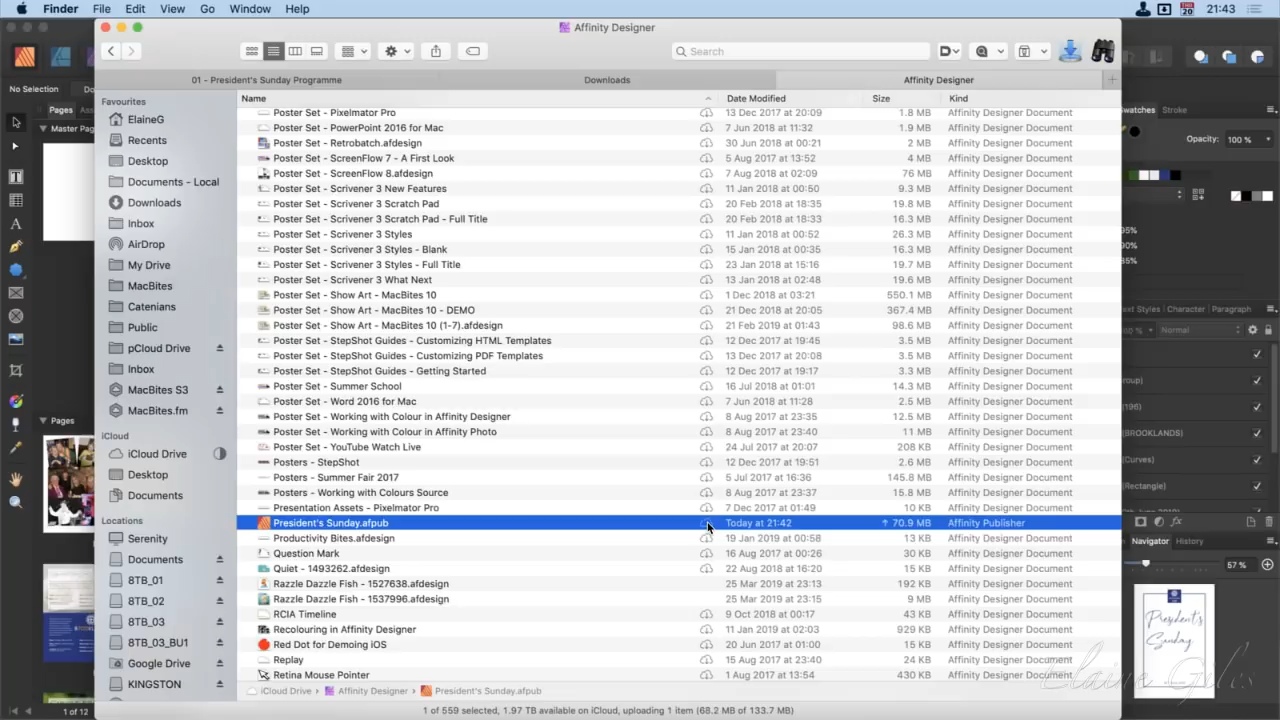 Finder File Edit View Go Window Help THU 20 21:43
Affinity Designer
Search
01 - President's Sunday Programme Downloads Affinity Designer
No Selection
Pages
Master Pag
Pages
1 of 12
Favourites
ElaineG
Recents
Desktop
Documents - Local
Downloads
Inbox
AirDrop
My Drive
MacBites
Catenians
Public
pCloud Drive
Inbox
MacBites S3
MacBites.fm
iCloud
iCloud Drive
Desktop
Documents
Locations
Serenity
Documents
8TB_01
8TB_02
8TB_03
8TB_03_BU1
Google Drive
KINGSTON
Name Date Modified Size Kind
Poster Set - Pixelmator Pro 13 Dec 2017 at 20:09 1.8 MB Affinity Designer Document
Poster Set - PowerPoint 2016 for Mac 7 Jun 2018 at 11:32 1.9 MB Affinity Designer Document
Poster Set - Retrobatch.afdesign 30 Jun 2018 at 00:21 2 MB Affinity Designer Document
Poster Set - ScreenFlow 7 - A First Look 5 Aug 2017 at 13:52 4 MB Affinity Designer Document
Poster Set - ScreenFlow 8.afdesign 7 Aug 2018 at 02:09 76 MB Affinity Designer Document
Poster Set - Scrivener 3 New Features 11 Jan 2018 at 00:50 9.3 MB Affinity Designer Document
Poster Set - Scrivener 3 Scratch Pad 20 Feb 2018 at 18:35 19.8 MB Affinity Designer Document
Poster Set - Scrivener 3 Scratch Pad - Full Title 20 Feb 2018 at 18:33 16.3 MB Affinity Designer Document
Poster Set - Scrivener 3 Styles 11 Jan 2018 at 00:52 26.3 MB Affinity Designer Document
Poster Set - Scrivener 3 Styles - Blank 15 Jan 2018 at 00:35 16.3 MB Affinity Designer Document
Poster Set - Scrivener 3 Styles - Full Title 23 Jan 2018 at 02:58 19.7 MB Affinity Designer Document
Poster Set - Scrivener 3 What Next 13 Jan 2018 at 02:48 19.6 MB Affinity Designer Document
Poster Set - Show Art - MacBites 10 1 Dec 2018 at 03:21 550.1 MB Affinity Designer Document
Poster Set - Show Art - MacBites 10 - DEMO 21 Dec 2018 at 20:05 367.4 MB Affinity Designer Document
Poster Set - Show Art - MacBites 10 (1-7).afdesign 21 Feb 2019 at 01:43 98.6 MB Affinity Designer Document
Poster Set - StepShot Guides - Customizing HTML Templates 12 Dec 2017 at 19:45 3.5 MB Affinity Designer Document
Poster Set - StepShot Guides - Customizing PDF Templates 13 Dec 2017 at 20:08 3.5 MB Affinity Designer Document
Poster Set - StepShot Guides - Getting Started 12 Dec 2017 at 19:17 3.3 MB Affinity Designer Document
Poster Set - Summer School 16 Jul 2018 at 01:01 14.3 MB Affinity Designer Document
Poster Set - Word 2016 for Mac 7 Jun 2018 at 11:28 2.5 MB Affinity Designer Document
Poster Set - Working with Colour in Affinity Designer 8 Aug 2017 at 23:35 12.5 MB Affinity Designer Document
Poster Set - Working with Colour in Affinity Photo 8 Aug 2017 at 23:40 11 MB Affinity Designer Document
Poster Set - YouTube Watch Live 24 Jul 2017 at 20:07 208 KB Affinity Designer Document
Posters - StepShot 12 Dec 2017 at 19:51 2.6 MB Affinity Designer Document
Posters - Summer Fair 2017 5 Jul 2017 at 16:36 145.8 MB Affinity Designer Document
Posters - Working with Colours Source 8 Aug 2017 at 23:37 15.8 MB Affinity Designer Document
Presentation Assets - Pixelmator Pro 7 Dec 2017 at 01:49 10 KB Affinity Designer Document
President's Sunday.afpub Today at 21:42 ↑ 70.9 MB Affinity Publisher
Productivity Bites.afdesign 19 Jan 2019 at 00:58 13 KB Affinity Designer Document
Question Mark 16 Aug 2017 at 00:26 30 KB Affinity Designer Document
Quiet - 1493262.afdesign 22 Aug 2018 at 16:20 15 KB Affinity Designer Document
Razzle Dazzle Fish - 1527638.afdesign 25 Mar 2019 at 23:13 192 KB Affinity Designer Document
Razzle Dazzle Fish - 1537996.afdesign 25 Mar 2019 at 23:15 9 MB Affinity Designer Document
RCIA Timeline 9 Oct 2018 at 00:17 43 KB Affinity Designer Document
Recolouring in Affinity Designer 11 Jan 2019 at 02:03 929 KB Affinity Designer Document
Red Dot for Demoing iOS 20 Jun 2017 at 01:00 15 KB Affinity Designer Document
Replay 15 Aug 2017 at 23:40 24 KB Affinity Designer Document
Retina Mouse Pointer 1 Aug 2017 at 13:54 430 KB Affinity Designer Document
iCloud Drive › Affinity Designer › President's Sunday.afpub
1 of 559 selected, 1.97 TB available on iCloud, uploading 1 item (68.2 MB of 133.7 MB)
Swatches Stroke
Opacity: 100 %
95%
90%
85%
ext Styles Character Paragraph
Normal
roup)
(196)
(BROOKLANDS)
(Curves)
(Rectangle)
Navigator History
57 %
President's
Sunday
Elaine Giles